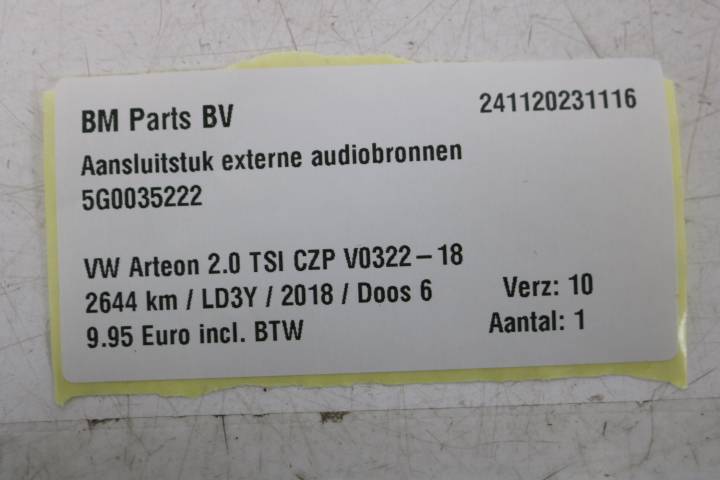 BM Parts BV 241120231116
Aansluitstuk externe audiobronnen
5G0035222
VW Arteon 2.0 TSI CZP V0322-18
2644 km / LD3Y / 2018 / Doos 6 Verz: 10
9.95 Euro incl. BTW Aantal: 1